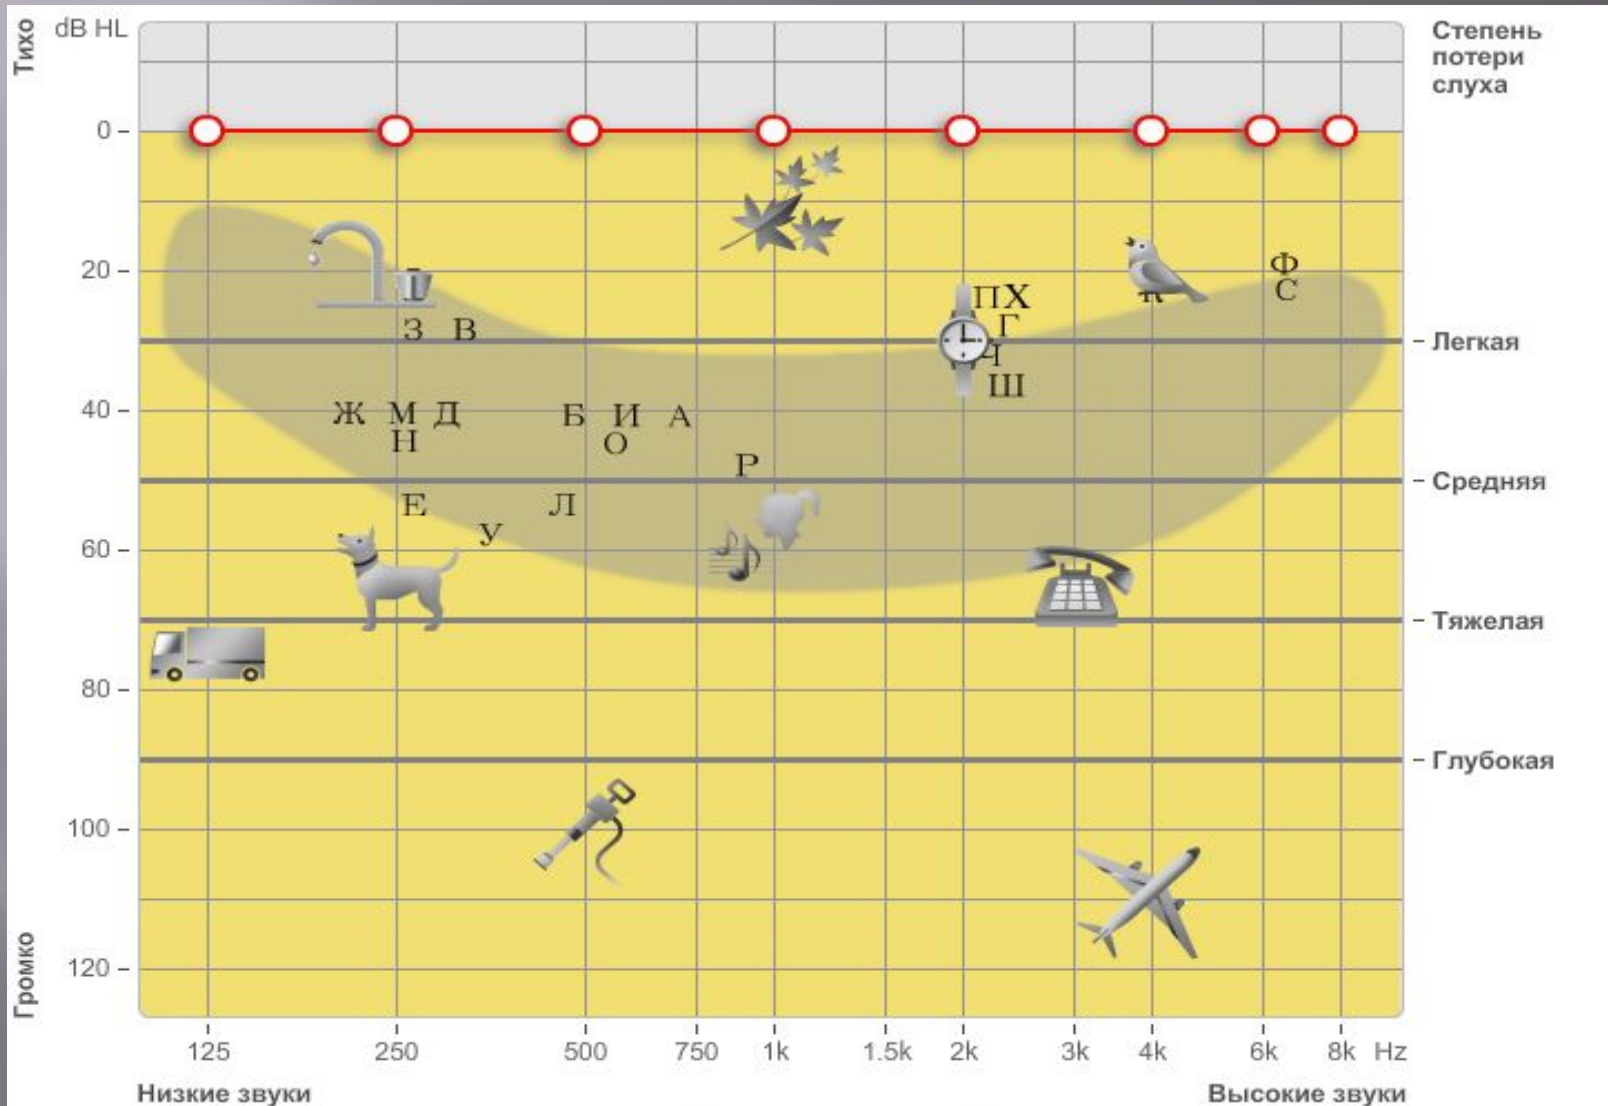 Тихо
dB HL
Степень
потери
слуха
0
20
Ф
С
П Х
З В
Г
Легкая
Ч
Ш
40
Ж М Д Б И А
Н О
Р
Средняя
Е Л
У
60
Тяжелая
80
Глубокая
100
Громко
120
125 250 500 750 1k 1.5k 2k 3k 4k 6k 8k Hz
Низкие звуки Высокие звуки